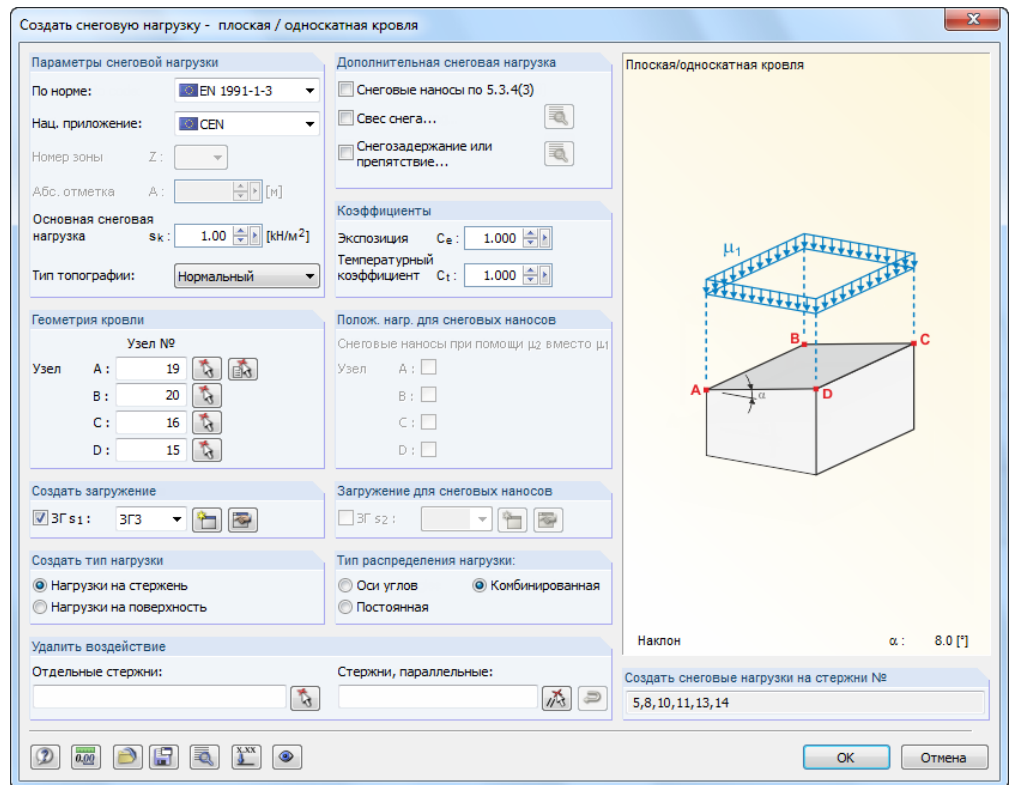 Создать снеговую нагрузку - плоская / односкатная кровля
Параметры снеговой нагрузки
По норме:
EN 1991-1-3
Нац. приложение:
CEN
Номер зоны Z :
Абс. отметка A : [м]
Основная снеговая
нагрузка sk : 1.00 [kH/м²]
Тип топографии: Нормальный
Дополнительная снеговая нагрузка
Снеговые наносы по 5.3.4(3)
Свес снега...
Снегозадержание или
препятствие...
Коэффициенты
Экспозиция Ce : 1.000
Температурный
коэффициент Ct : 1.000
Геометрия кровли
Узел №
Узел A : 19
B : 20
C : 16
D : 15
Полож. нагр. для снеговых наносов
Снеговые наносы при помощи μ2 вместо μ1
Узел A :
B :
C :
D :
Создать загружение
ЗГ s1 : ЗГ3
Загружение для снеговых наносов
ЗГ s2 :
Создать тип нагрузки
Нагрузки на стержень
Нагрузки на поверхность
Тип распределения нагрузки:
Оси углов
Комбинированная
Постоянная
Удалить воздействие
Отдельные стержни:
Стержни, параллельные:
Плоская/односкатная кровля
μ1
B
C
A
α
D
Наклон α : 8.0 [°]
Создать снеговые нагрузки на стержни №
5,8,10,11,13,14
0.00
x.xx
OK
Отмена